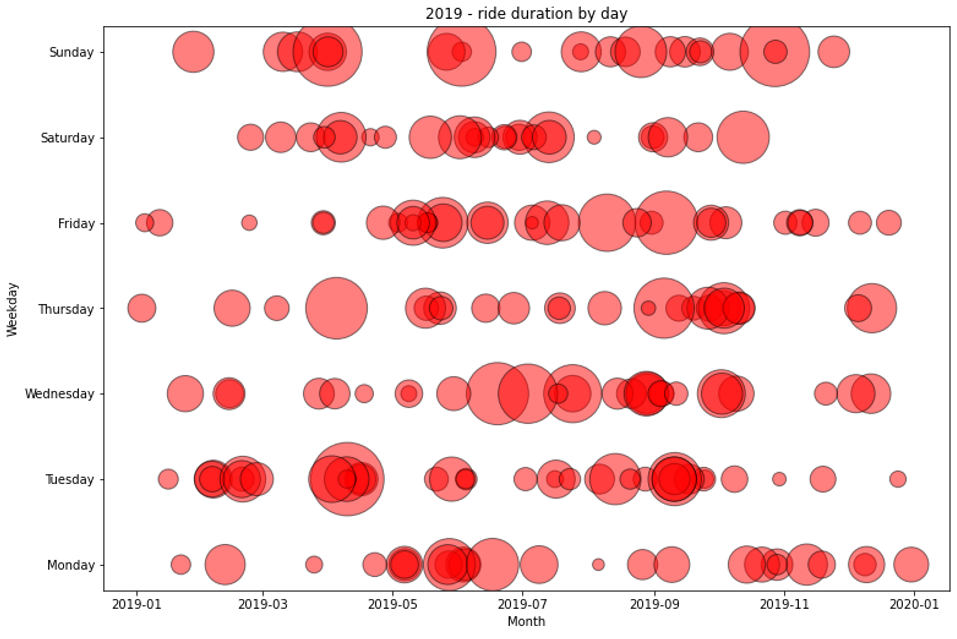 2019 - ride duration by day
Sunday
Saturday
Friday
Thursday
Wednesday
Tuesday
Monday
Weekday
2019-01 2019-03 2019-05 2019-07 2019-09 2019-11 2020-01
Month